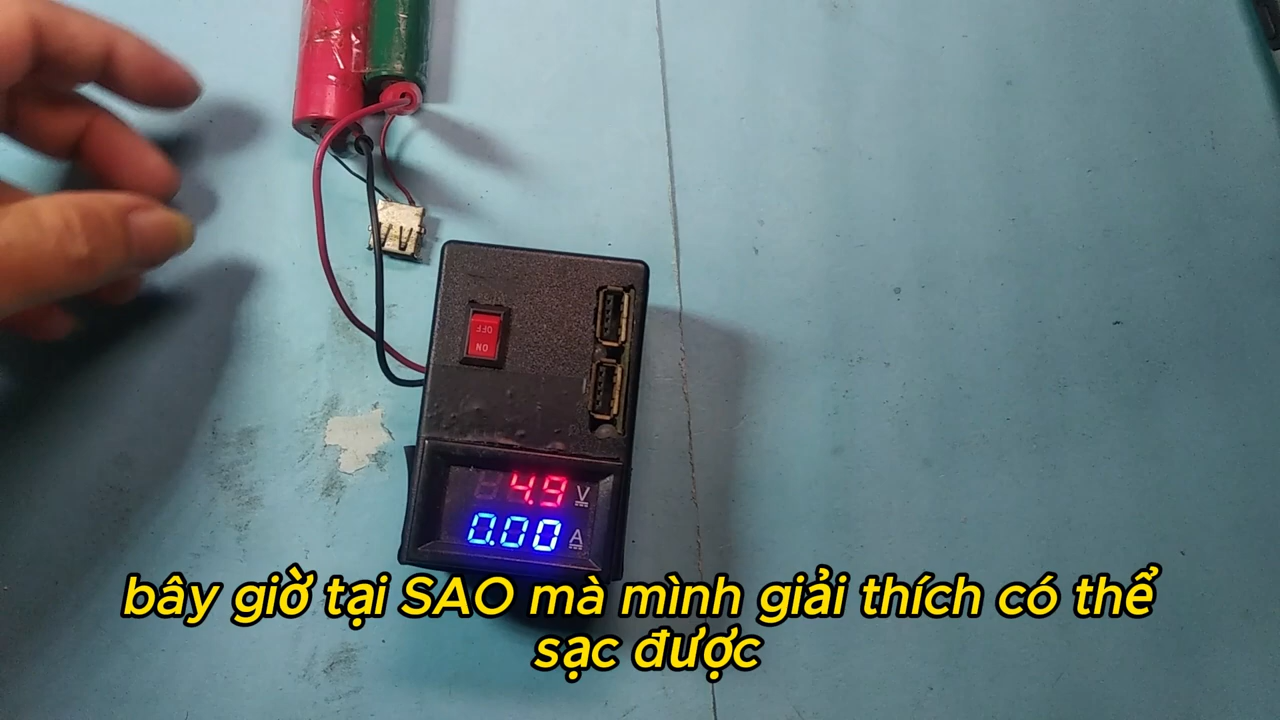 OFF
ON
4.9 V
0.00 A
bây giờ tại SAO mà mình giải thích có thể
sạc được